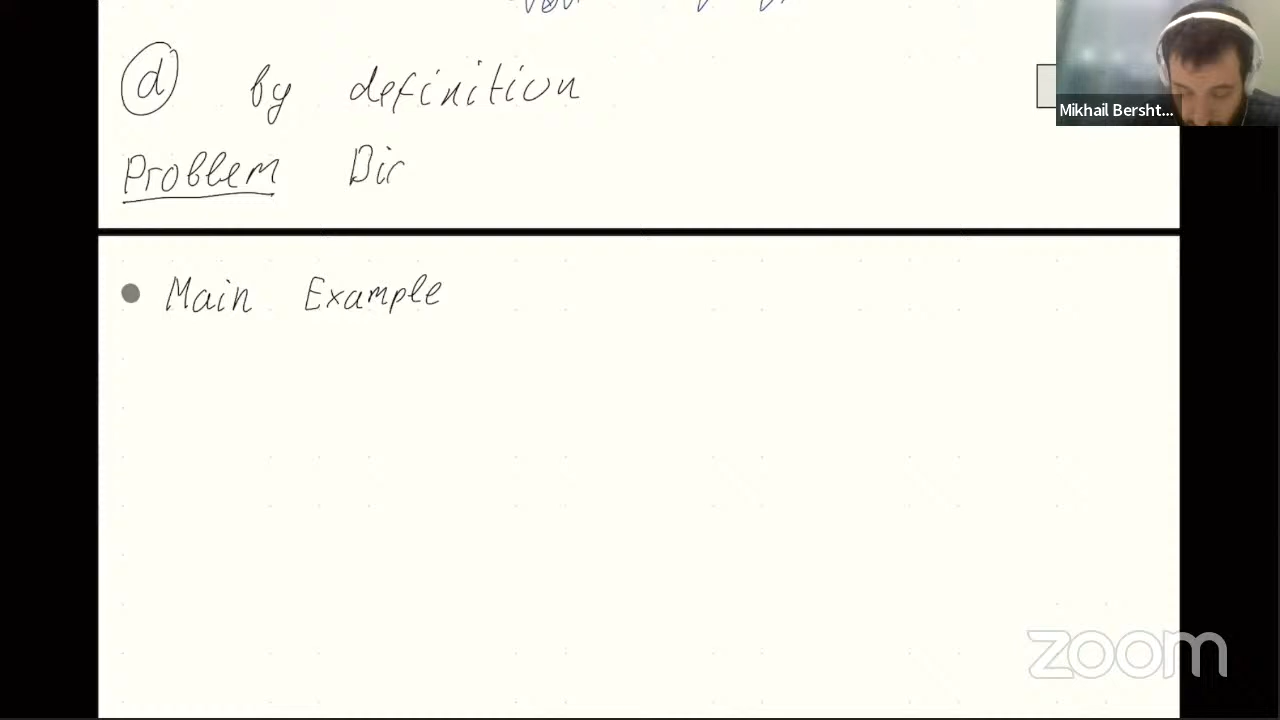 (d) by definition
Problem Dir
• Main Example
Mikhail Bersht...
zoom